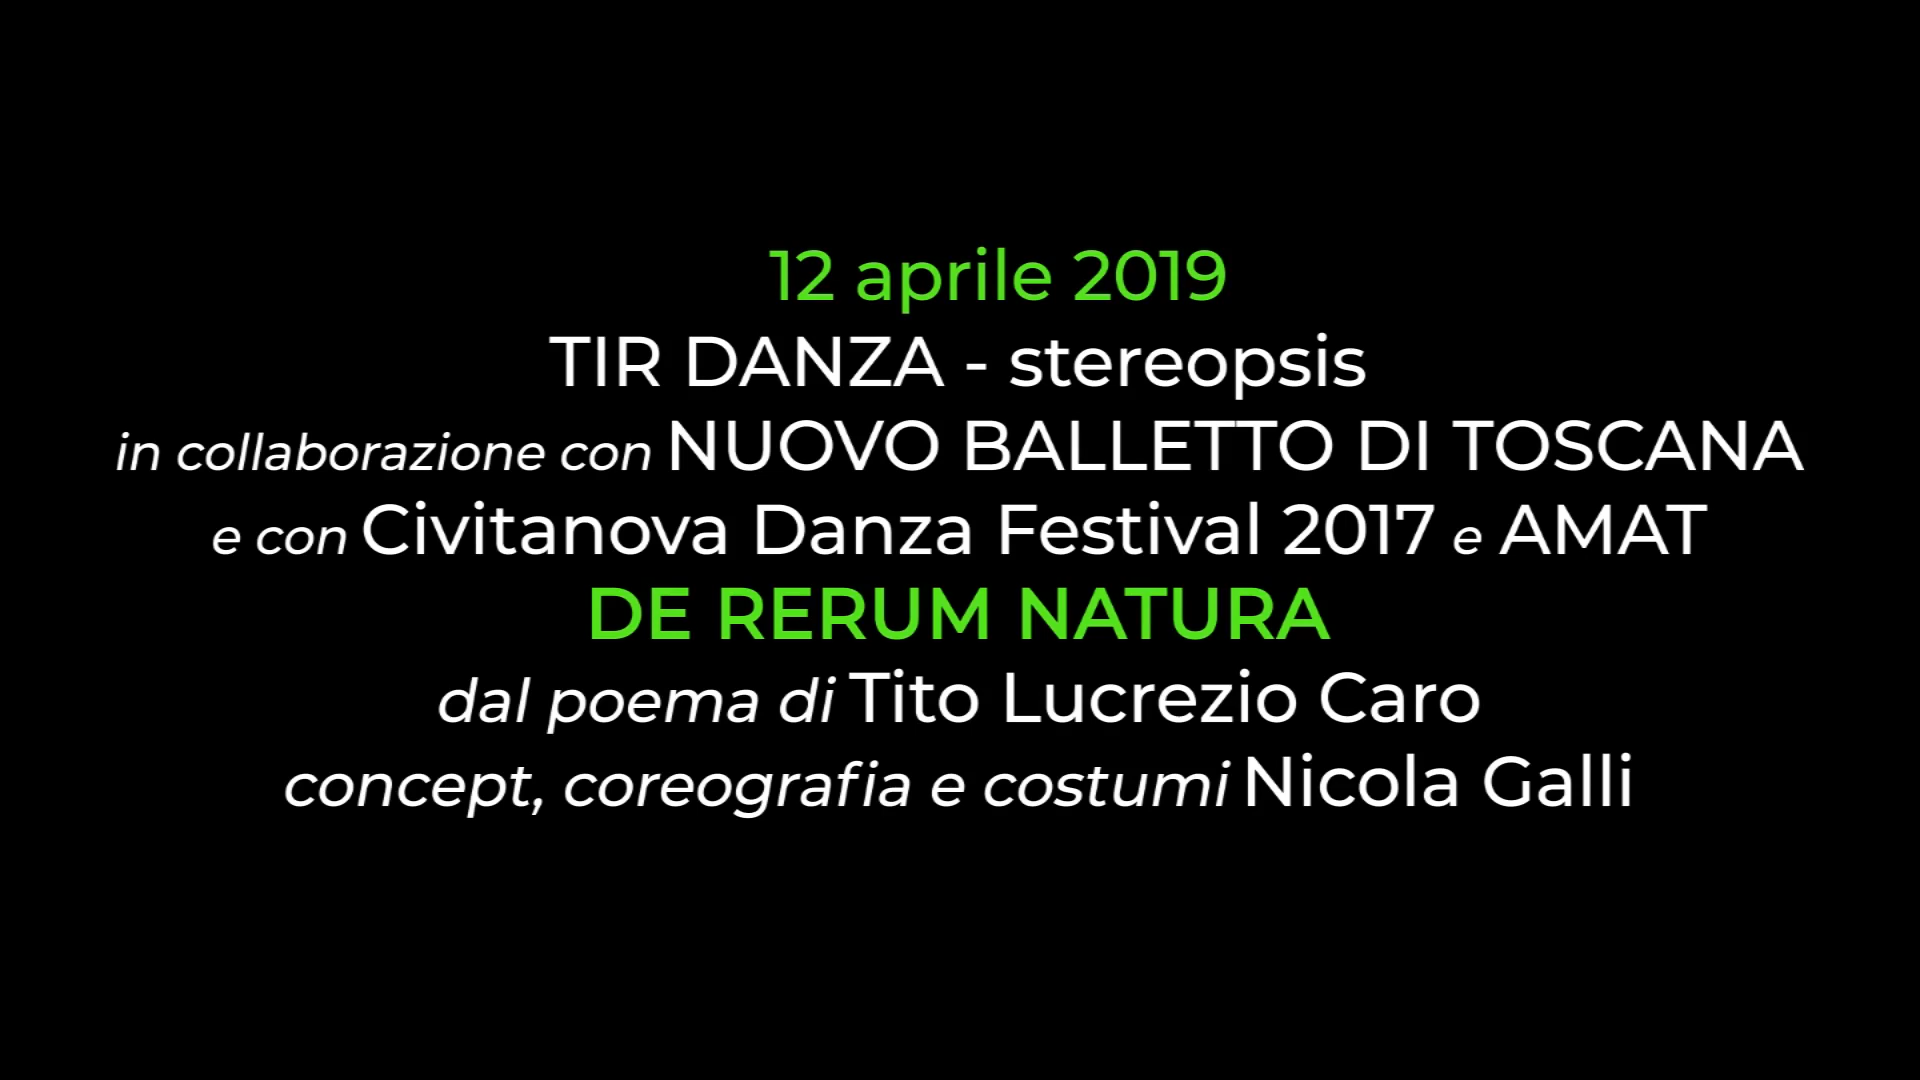 12 aprile 2019
TIR DANZA - stereopsis
in collaborazione con NUOVO BALLETTO DI TOSCANA
e con Civitanova Danza Festival 2017 e AMAT
DE RERUM NATURA
dal poema di Tito Lucrezio Caro
concept, coreografia e costumi Nicola Galli